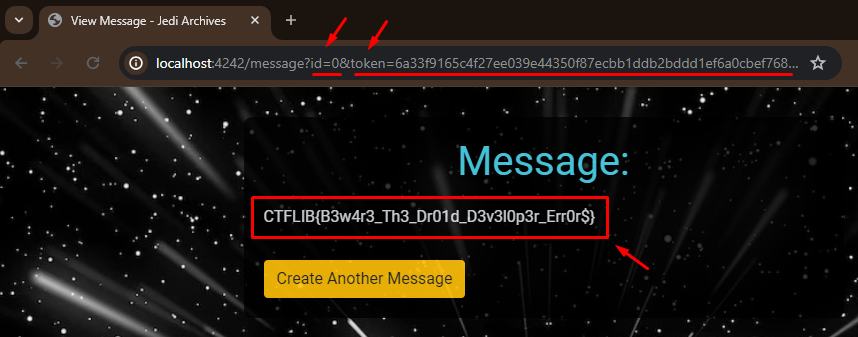 View Message - Jedi Archives
localhost:4242/message?id=0&token=6a33f9165c4f27ee039e44350f87ecbb1ddb2bddd1ef6a0cbef768...
Message:
CTFLIB{B3w4r3_Th3_Dr01d_D3v3l0p3r_Err0r$}
Create Another Message